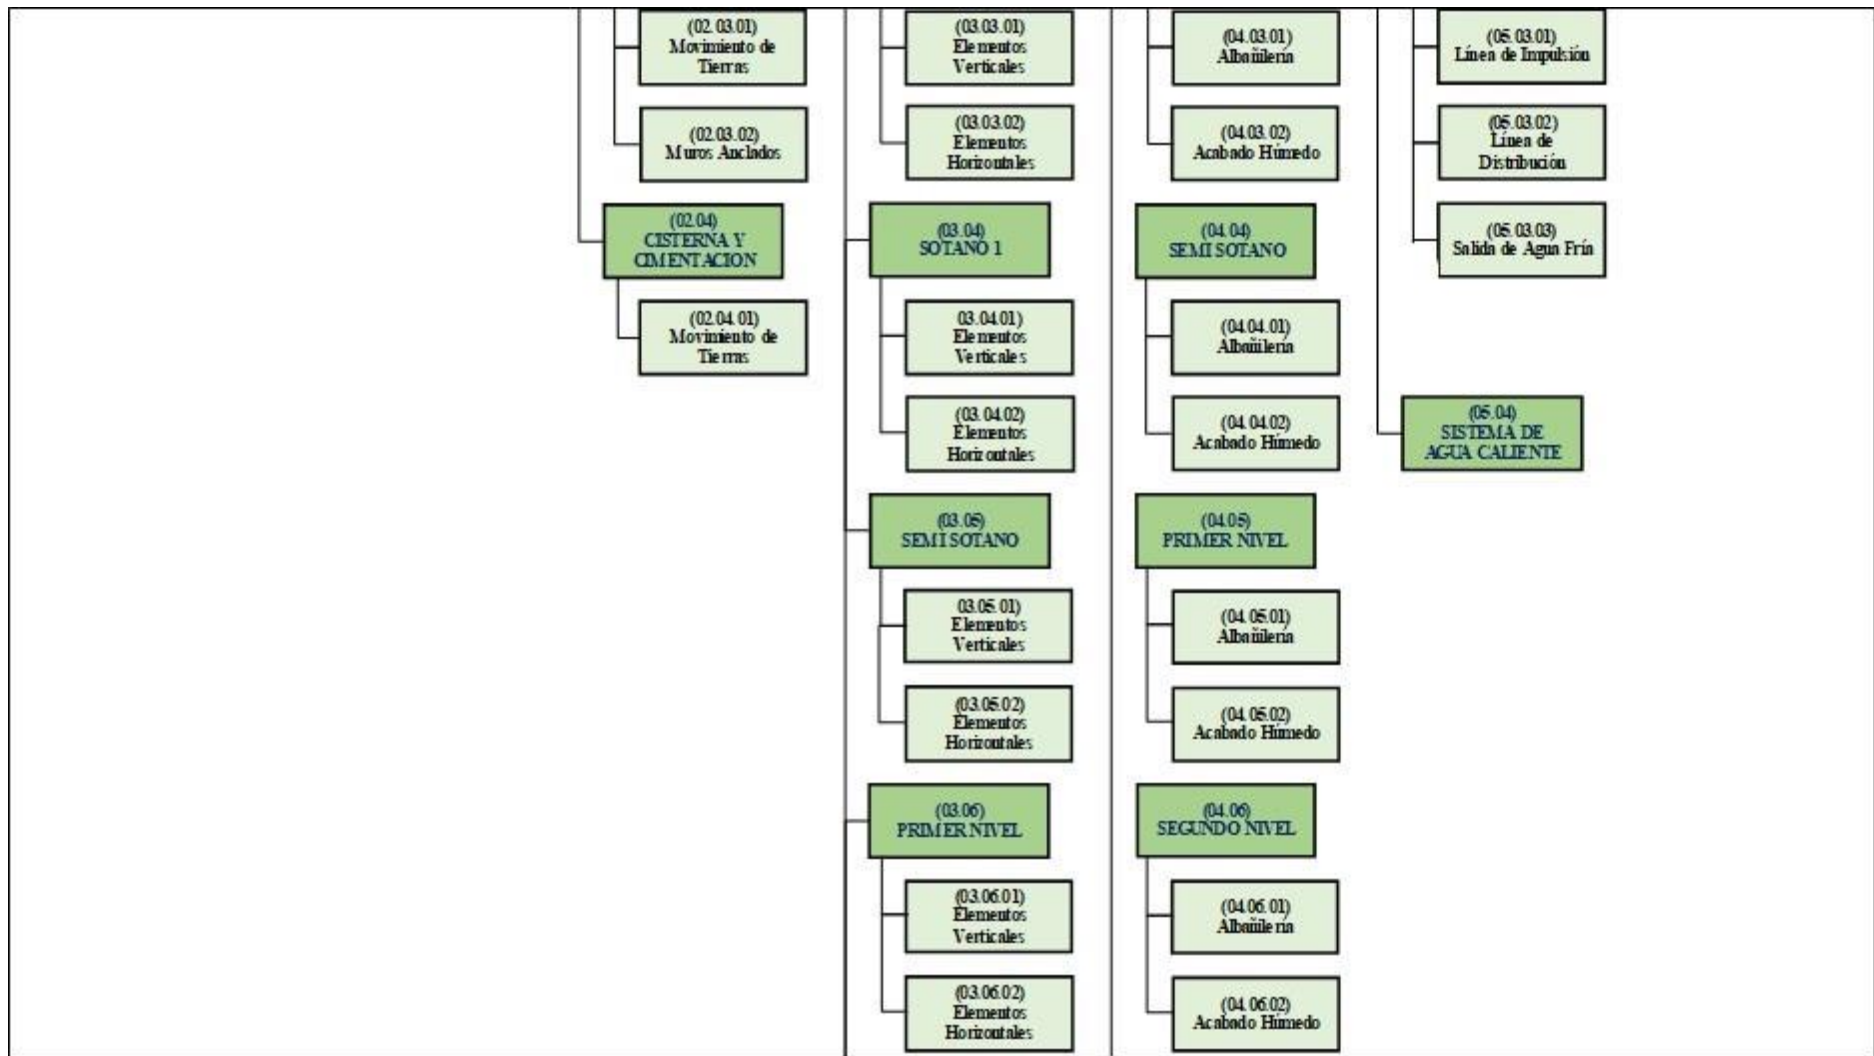 (02.03.01)
Movimiento de
Tierras
(02.03.02)
Muros Anclados
(02.04)
CISTERNA Y
CIMENTACION
(02.04.01)
Movimiento de
Tierras
(03.03.01)
Elementos
Verticales
(03.03.02)
Elementos
Horizontales
(03.04)
SOTANO 1
03.04.01)
Elementos
Verticales
(03.04.02)
Elementos
Horizontales
(03.05)
SEMI SOTANO
03.05.01)
Elementos
Verticales
(03.05.02)
Elementos
Horizontales
(03.06)
PRIMER NIVEL
(03.06.01)
Elementos
Verticales
(03.06.02)
Elementos
Horizontales
(04.03.01)
Albañilería
(04.03.02)
Acabado Húmedo
(04.04)
SEMI SOTANO
(04.04.01)
Albañilería
(04.04.02)
Acabado Húmedo
(04.05)
PRIMER NIVEL
(04.05.01)
Albañilería
(04.05.02)
Acabado Húmedo
(04.06)
SEGUNDO NIVEL
(04.06.01)
Albañilería
(04.06.02)
Acabado Húmedo
(05.03.01)
Línea de Impulsión
(05.03.02)
Línea de
Distribución
(05.03.03)
Salida de Agua Fría
(05.04)
SISTEMA DE
AGUA CALIENTE